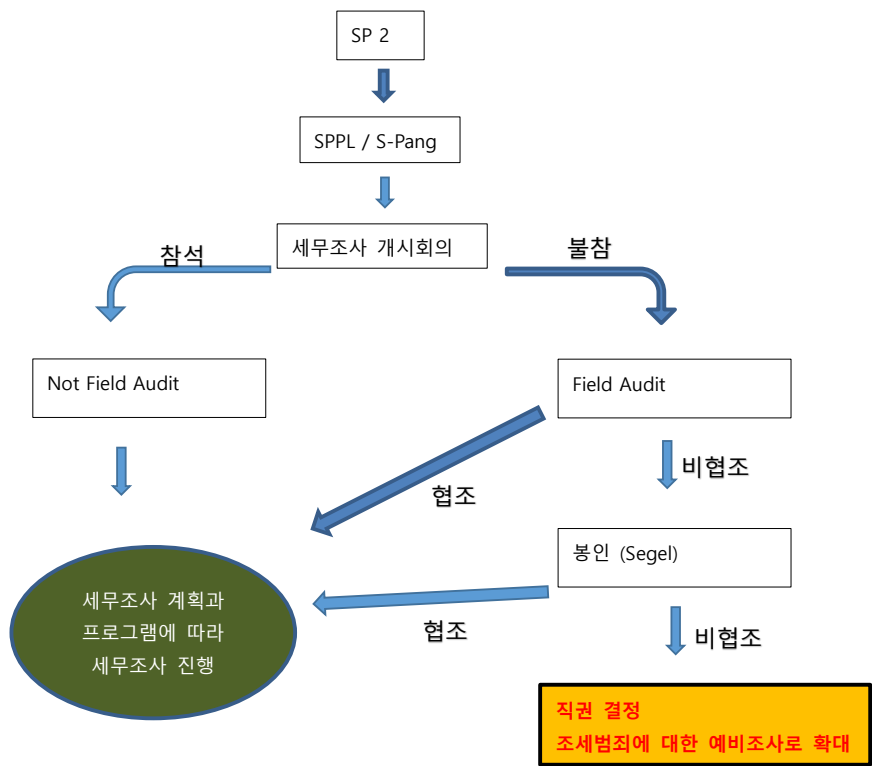 SP 2
SPPL / S-Pang
세무조사 개시회의
참석
불참
Not Field Audit
Field Audit
협조
비협조
봉인 (Segel)
세무조사 계획과
프로그램에 따라
세무조사 진행
협조
비협조
직권 결정
조세범죄에 대한 예비조사로 확대